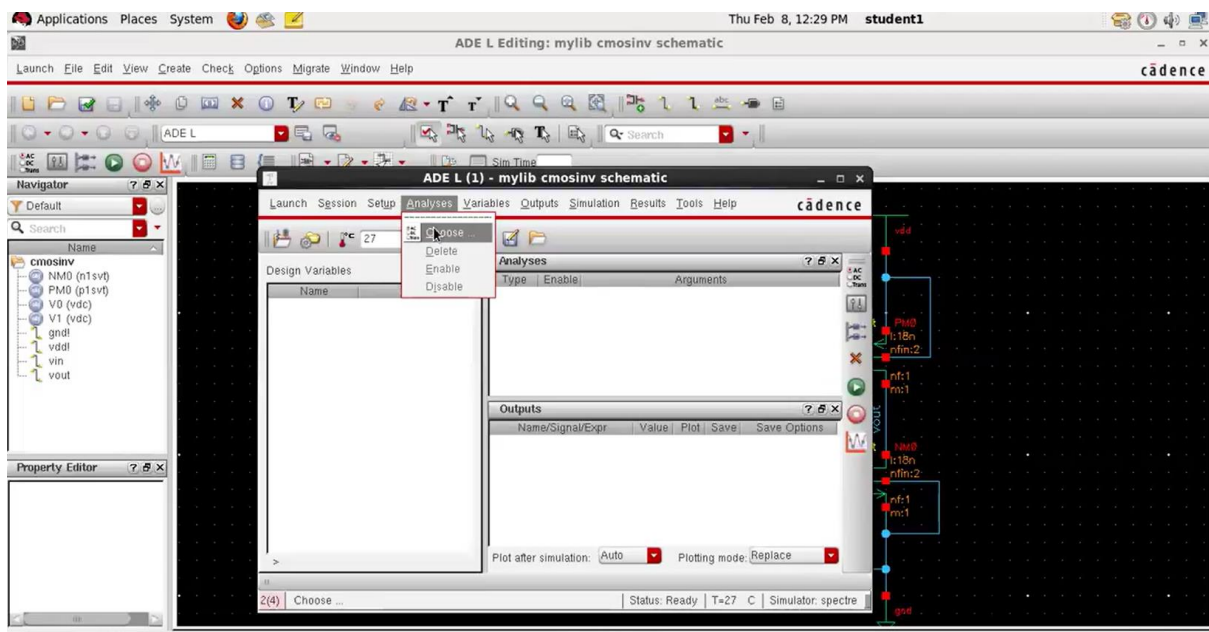 Applications Places System Thu Feb 8, 12:29 PM student1
ADE L Editing: mylib cmosinv schematic
Launch File Edit View Create Check Options Migrate Window Help cādence
ADE L Search
Sim Time
Navigator
Default
Search
Name
cmosinv
NM0 (n1svt)
PM0 (p1svt)
V0 (vdc)
V1 (vdc)
gnd!
vdd!
vin
vout
Property Editor
ADE L (1) - mylib cmosinv schematic
Launch Session Setup Analyses Variables Outputs Simulation Results Tools Help cādence
27
Choose ...
Delete
Enable
Disable
Design Variables
Name
Analyses
Type Enable Arguments
AC
DC
Trans
Outputs
Name/Signal/Expr Value Plot Save Save Options
Plot after simulation: Auto Plotting mode: Replace
>
2(4) Choose ... Status: Ready T=27 C Simulator: spectre
vdd
PM0
l:18n
nfin:2
nf:1
m:1
vout
NM0
l:18n
nfin:2
nf:1
m:1
gnd